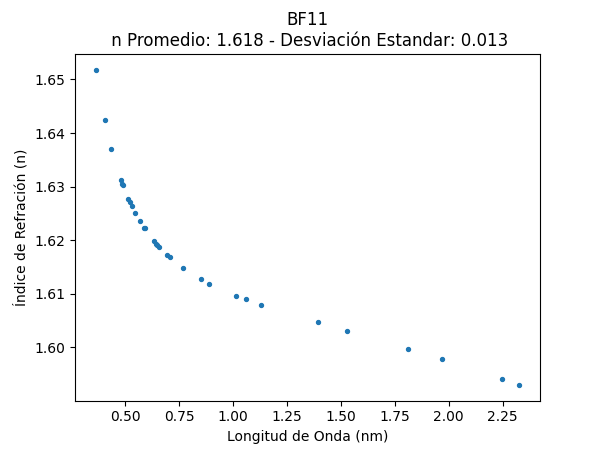 BF11
n Promedio: 1.618 - Desviación Estandar: 0.013
Índice de Refración (n)
1.65
1.64
1.63
1.62
1.61
1.60
0.50 0.75 1.00 1.25 1.50 1.75 2.00 2.25
Longitud de Onda (nm)